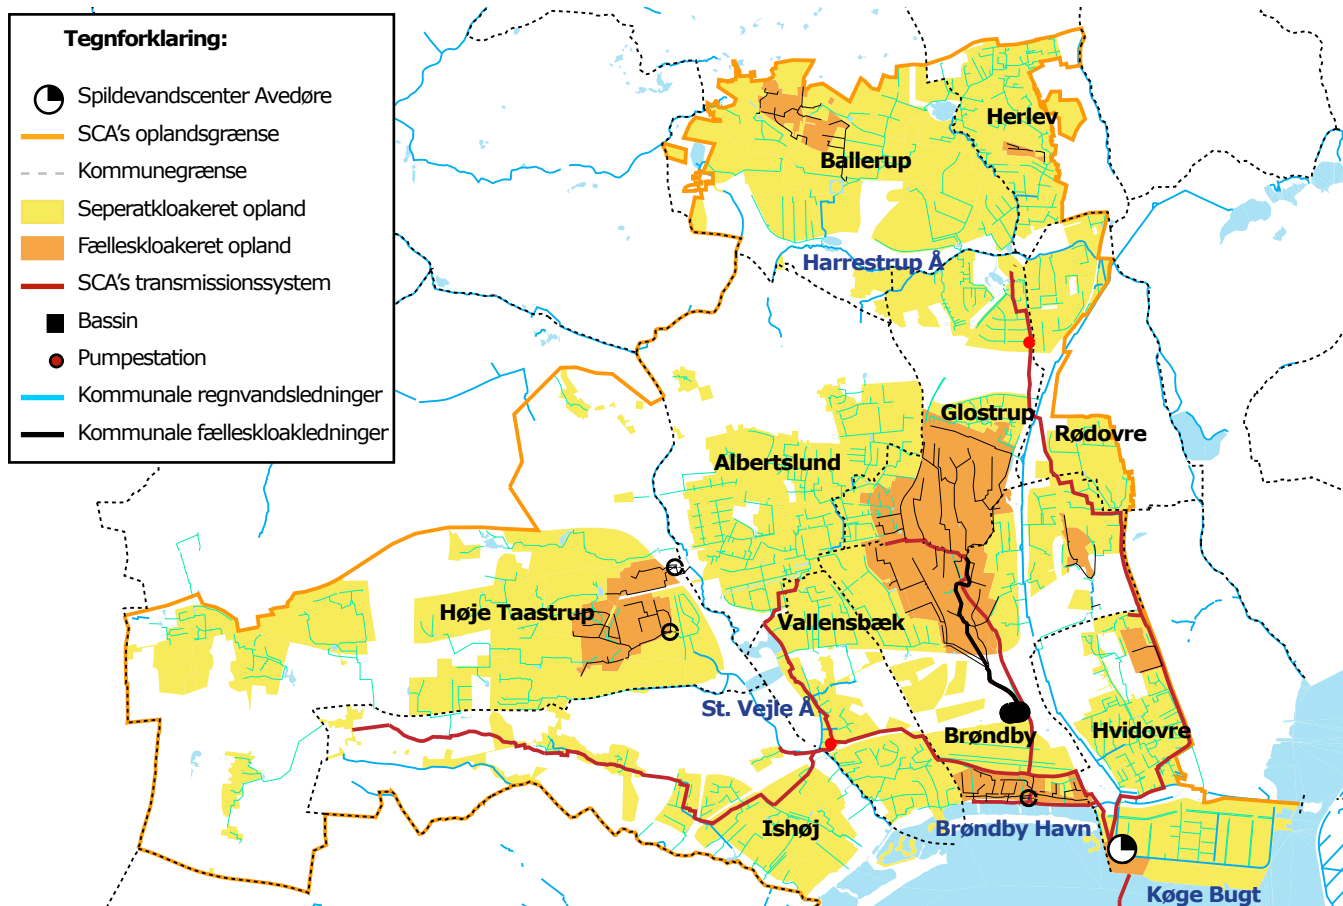 Tegnforklaring:
Spildevandscenter Avedøre
SCA's oplandsgrænse
Kommunegrænse
Seperatkloakeret opland
Fælleskloakeret opland
SCA's transmissionssystem
Bassin
Pumpestation
Kommunale regnvandsledninger
Kommunale fælleskloakledninger
Herlev
Ballerup
Harrestrup Å
Glostrup
Rødovre
Albertslund
Høje Taastrup
Vallensbæk
St. Vejle Å
Brøndby
Hvidovre
Ishøj
Brøndby Havn
Køge Bugt